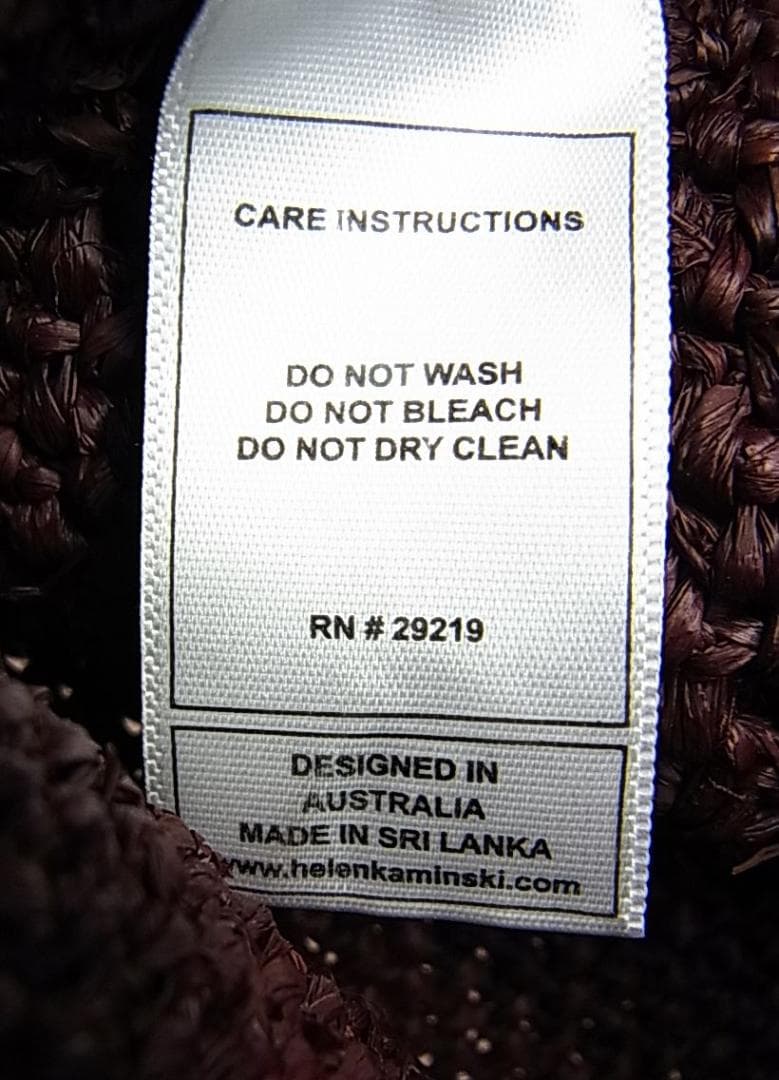 CARE INSTRUCTIONS
DO NOT WASH
DO NOT BLEACH
DO NOT DRY CLEAN
RN # 29219
DESIGNED IN
AUSTRALIA
MADE IN SRI LANKA
www.helenkaminski.com